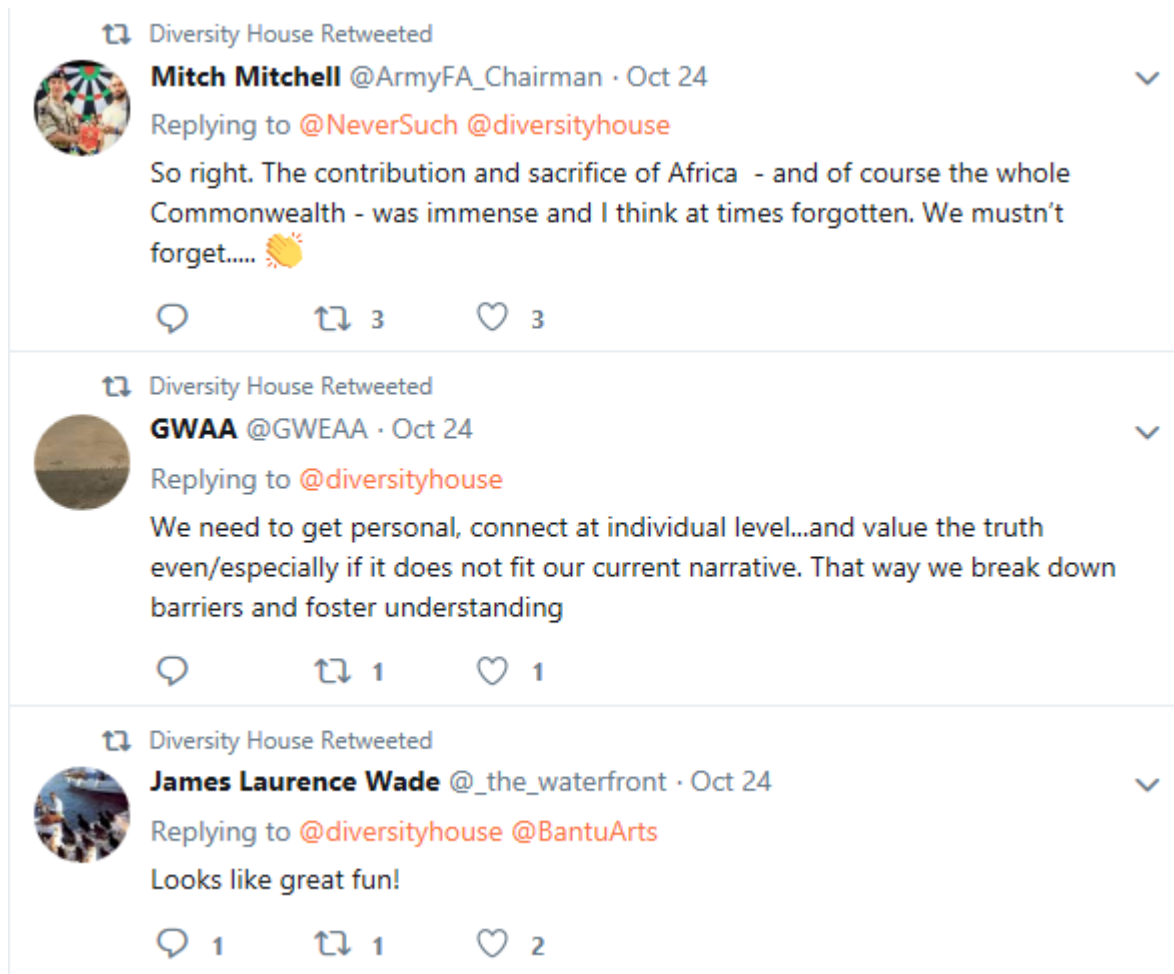 Diversity House Retweeted
Mitch Mitchell @ArmyFA_Chairman · Oct 24
Replying to @NeverSuch @diversityhouse
So right. The contribution and sacrifice of Africa  - and of course the whole
Commonwealth - was immense and I think at times forgotten. We mustn’t
forget..... 👏
3 3
Diversity House Retweeted
GWAA @GWEAA · Oct 24
Replying to @diversityhouse
We need to get personal, connect at individual level...and value the truth
even/especially if it does not fit our current narrative. That way we break down
barriers and foster understanding
1 1
Diversity House Retweeted
James Laurence Wade @_the_waterfront · Oct 24
Replying to @diversityhouse @BantuArts
Looks like great fun!
1 1 2